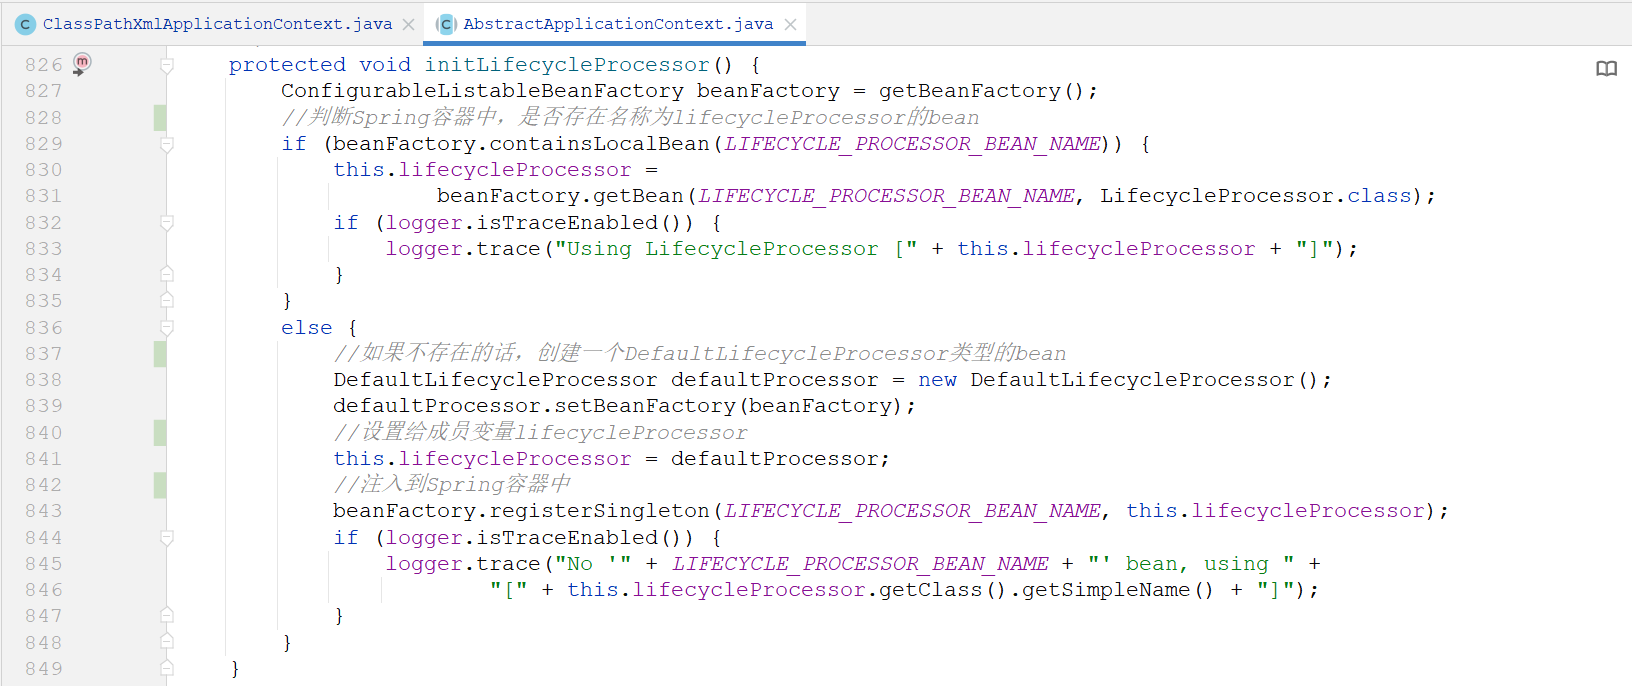 ClassPathXmlApplicationContext.java AbstractApplicationContext.java
826 protected void initLifecycleProcessor() {
827 ConfigurableListableBeanFactory beanFactory = getBeanFactory();
828 //判断Spring容器中，是否存在名称为lifecycleProcessor的bean
829 if (beanFactory.containsLocalBean(LIFECYCLE_PROCESSOR_BEAN_NAME)) {
830 this.lifecycleProcessor =
831 beanFactory.getBean(LIFECYCLE_PROCESSOR_BEAN_NAME, LifecycleProcessor.class);
832 if (logger.isTraceEnabled()) {
833 logger.trace("Using LifecycleProcessor [" + this.lifecycleProcessor + "]");
834 }
835 }
836 else {
837 //如果不存在的话，创建一个DefaultLifecycleProcessor类型的bean
838 DefaultLifecycleProcessor defaultProcessor = new DefaultLifecycleProcessor();
839 defaultProcessor.setBeanFactory(beanFactory);
840 //设置给成员变量lifecycleProcessor
841 this.lifecycleProcessor = defaultProcessor;
842 //注入到Spring容器中
843 beanFactory.registerSingleton(LIFECYCLE_PROCESSOR_BEAN_NAME, this.lifecycleProcessor);
844 if (logger.isTraceEnabled()) {
845 logger.trace("No '" + LIFECYCLE_PROCESSOR_BEAN_NAME + "' bean, using " +
846 "[" + this.lifecycleProcessor.getClass().getSimpleName() + "]");
847 }
848 }
849 }